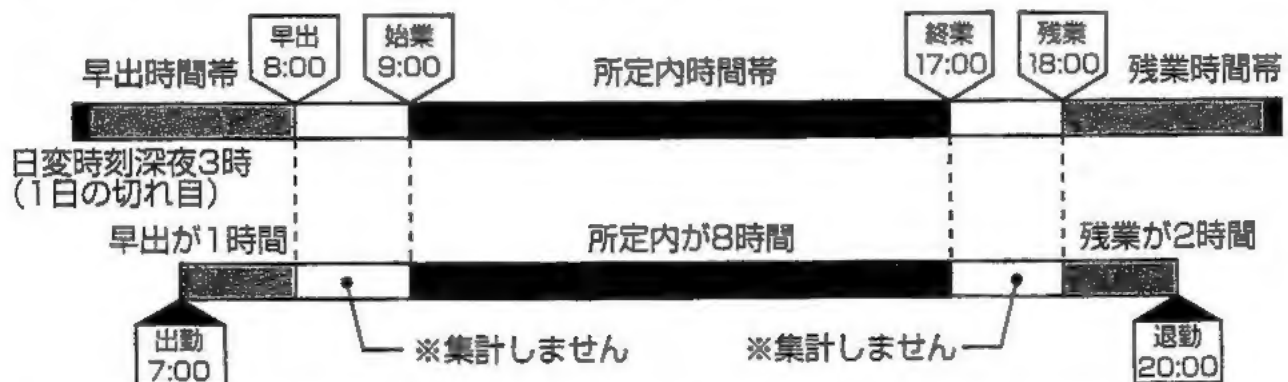 早出
8:00
始業
9:00
終業
17:00
残業
18:00
早出時間帯
所定内時間帯
残業時間帯
日変時刻深夜3時
(1日の切れ目)
早出が1時間
所定内が8時間
残業が2時間
出勤
7:00
※集計しません
※集計しません
退勤
20:00